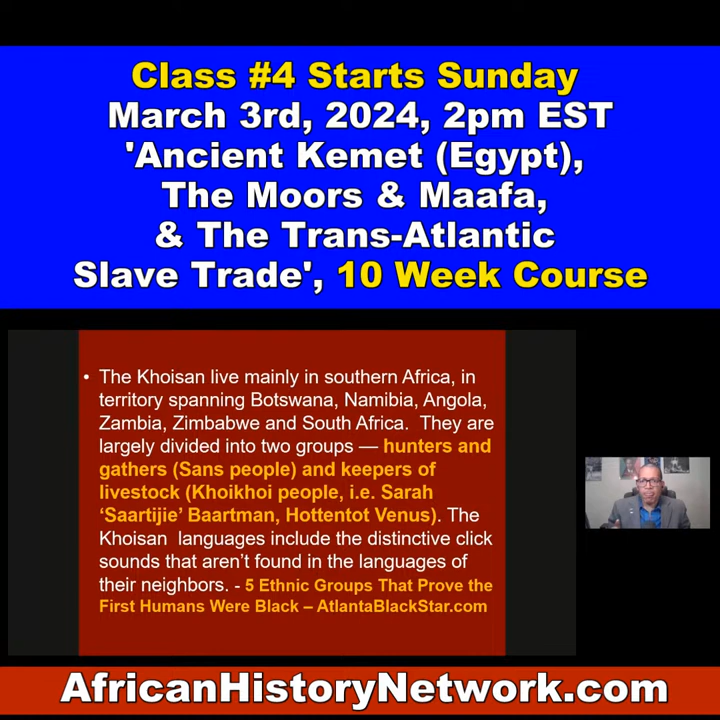 Class #4 Starts Sunday
March 3rd, 2024, 2pm EST
'Ancient Kemet (Egypt),
The Moors & Maafa,
& The Trans-Atlantic
Slave Trade', 10 Week Course
• The Khoisan live mainly in southern Africa, in
territory spanning Botswana, Namibia, Angola,
Zambia, Zimbabwe and South Africa. They are
largely divided into two groups — hunters and
gathers (Sans people) and keepers of
livestock (Khoikhoi people, i.e. Sarah
‘Saartijie’ Baartman, Hottentot Venus). The
Khoisan languages include the distinctive click
sounds that aren’t found in the languages of
their neighbors. - 5 Ethnic Groups That Prove the
First Humans Were Black – AtlantaBlackStar.com
AfricanHistoryNetwork.com